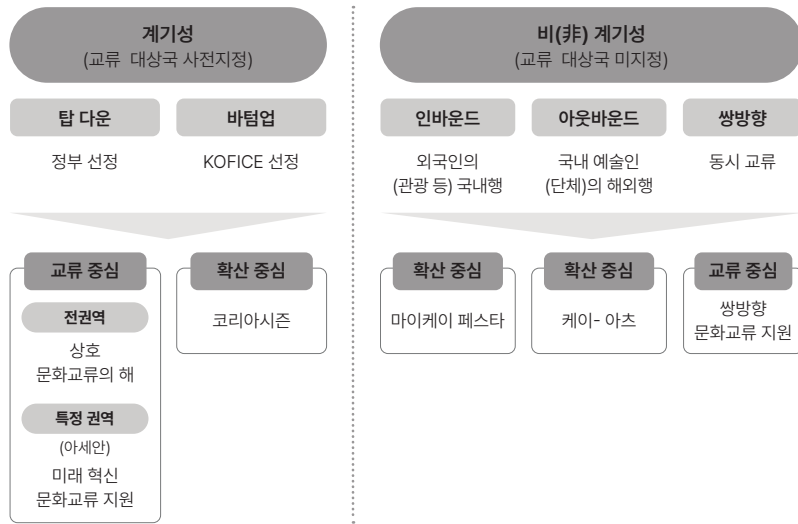 계기성
(교류 대상국 사전지정)
탑 다운
바텀업
정부 선정
KOFICE 선정
교류 중심
확산 중심
전권역
상호
문화교류의 해
특정 권역
(아세안)
미래 혁신
문화교류 지원
코리아시즌
비(非) 계기성
(교류 대상국 미지정)
인바운드
아웃바운드
쌍방향
외국인의
(관광 등) 국내행
국내 예술인
(단체)의 해외행
동시 교류
확산 중심
확산 중심
교류 중심
마이케이 페스타
케이- 아츠
쌍방향
문화교류 지원